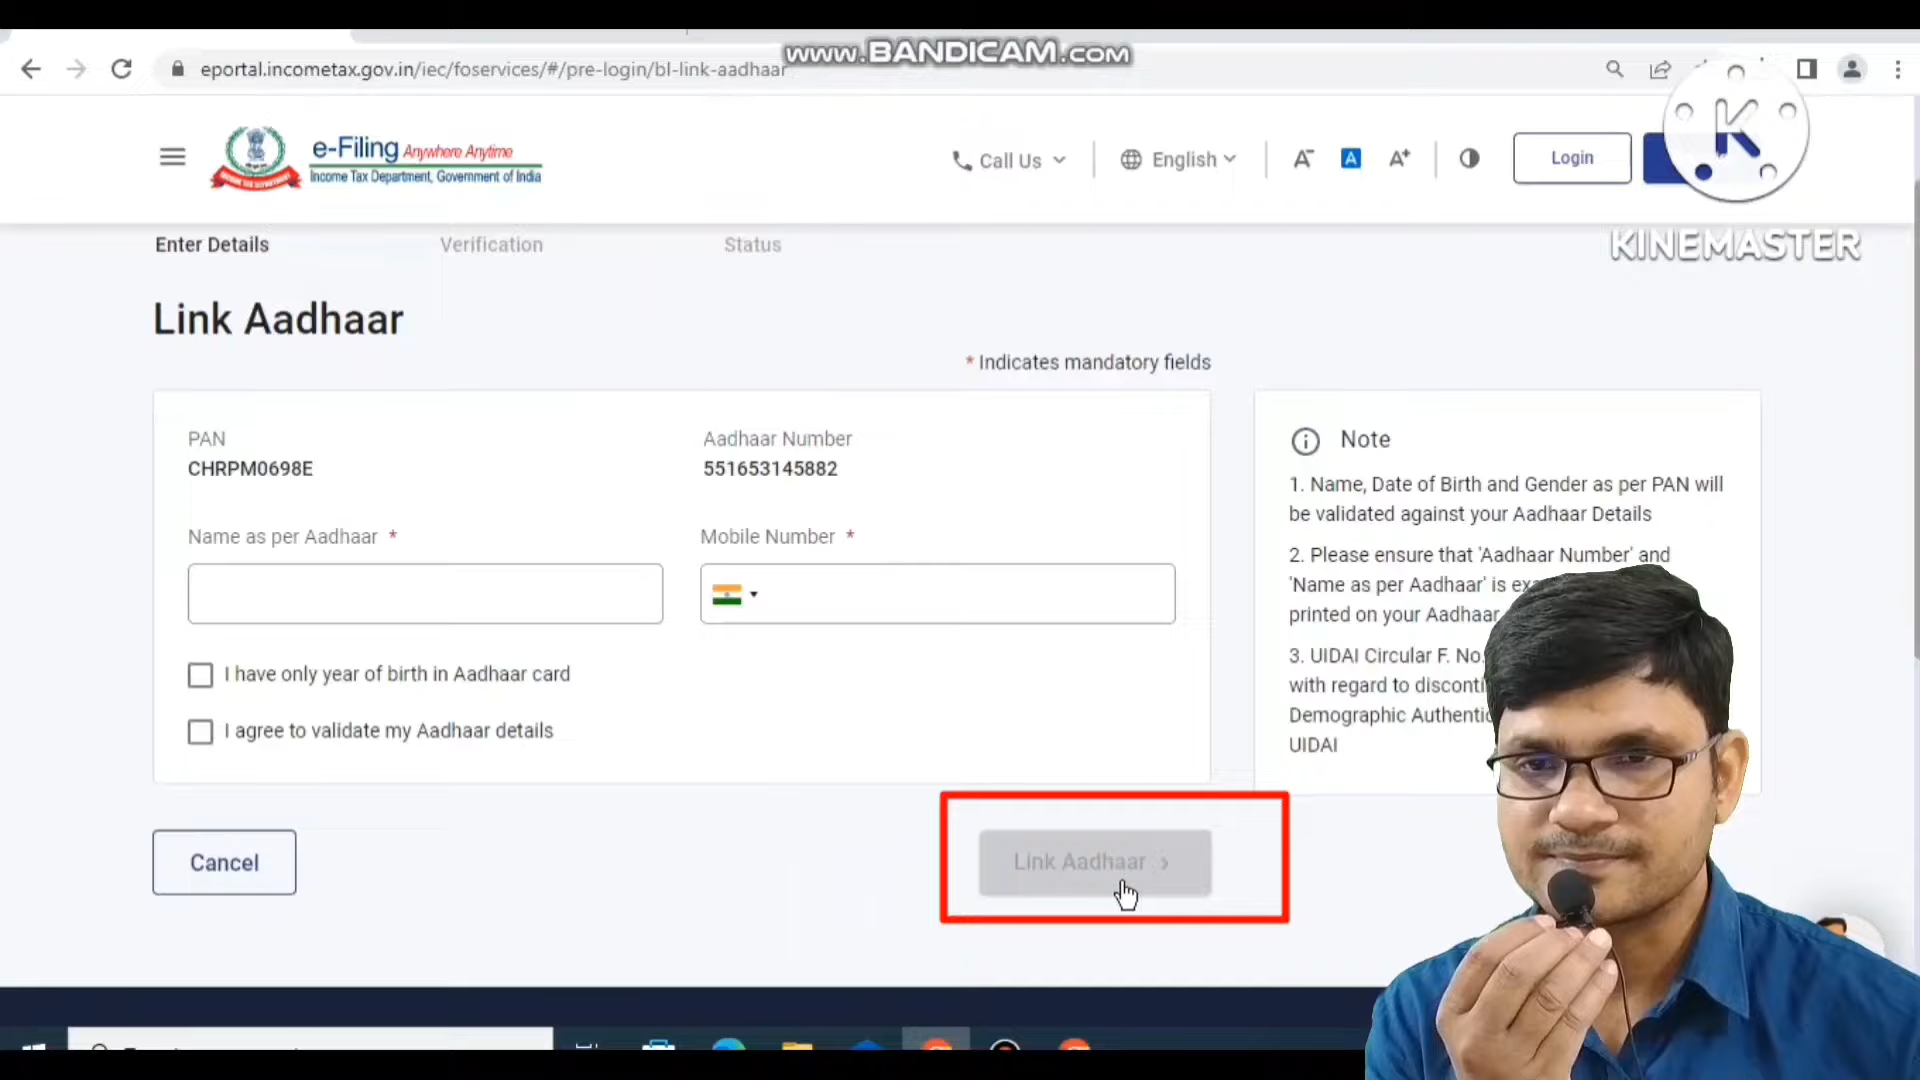 www.BANDICAM.com
eportal.incometax.gov.in/iec/foservices/#/pre-login/bl-link-aadhaar
e-Filing Anywhere Anytime
Income Tax Department, Government of India
Call Us
English
A-
A
A+
Login
K
KINEMASTER
Enter Details
Verification
Status
Link Aadhaar
* Indicates mandatory fields
PAN
CHRPM0698E
Aadhaar Number
551653145882
Name as per Aadhaar *
Mobile Number *
I have only year of birth in Aadhaar card
I agree to validate my Aadhaar details
Cancel
Link Aadhaar >
Note
1. Name, Date of Birth and Gender as per PAN will
be validated against your Aadhaar Details
2. Please ensure that 'Aadhaar Number' and
'Name as per Aadhaar' is
printed on your Aadhaar
3. UIDAI Circular F. No.
with regard to
Demographic
UIDAI